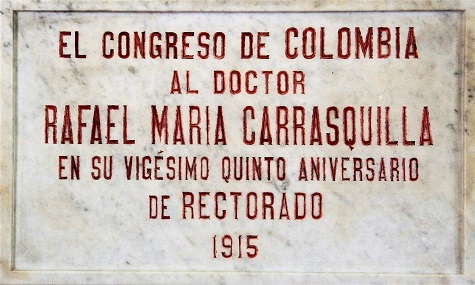 EL CONGRESO DE COLOMBIA
AL DOCTOR
RAFAEL MARIA CARRASQUILLA
EN SU VIGÉSIMO QUINTO ANIVERSARIO
DE RECTORADO
1915